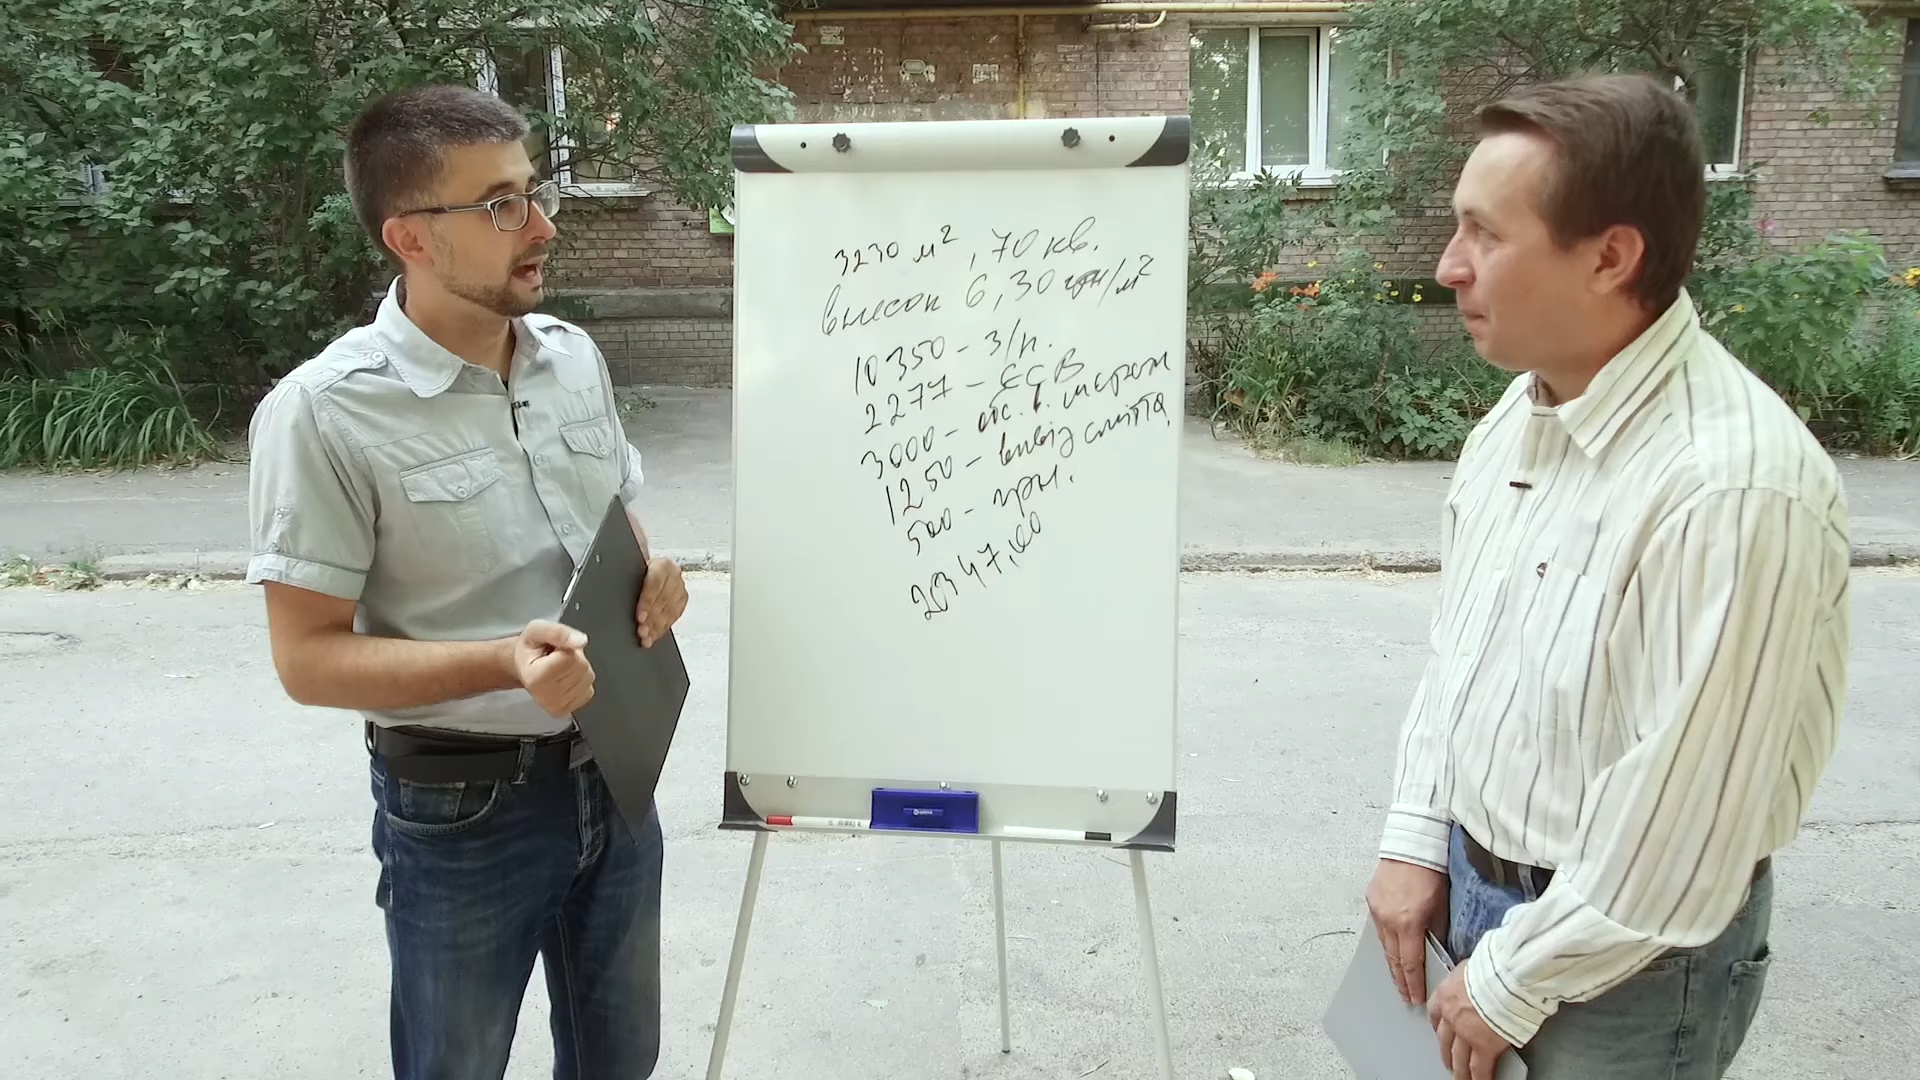 3230 м², 70 кв.
внесок 6,30 грн/м²
10350 - З/п.
2277 - ЄСВ
3000 - обс. в. мереж
1250 - вивіз сміття,
500 - грн.
20347,00